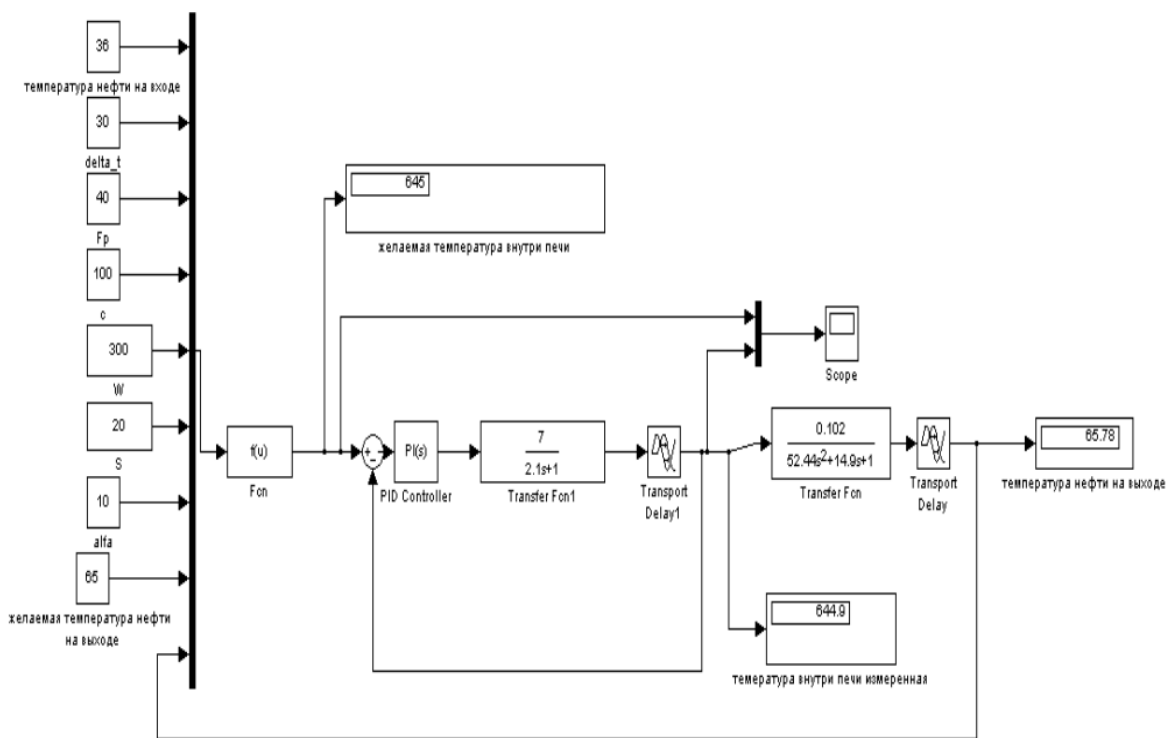 36
температура нефти на входе
30
delta_t
40
Fp
100
c
300
W
20
S
10
alfa
65
желаемая температура нефти
на выходе
f(u)
Fcn
645
желаемая температура внутри печи
+
-
PI(s)
PID Controller
7
2.1s+1
Transfer Fcn1
Transport
Delay1
Scope
0.102
52.44s²+14.9s+1
Transfer Fcn
Transport
Delay
65.78
температура нефти на выходе
644.9
темература внутри печи измеренная